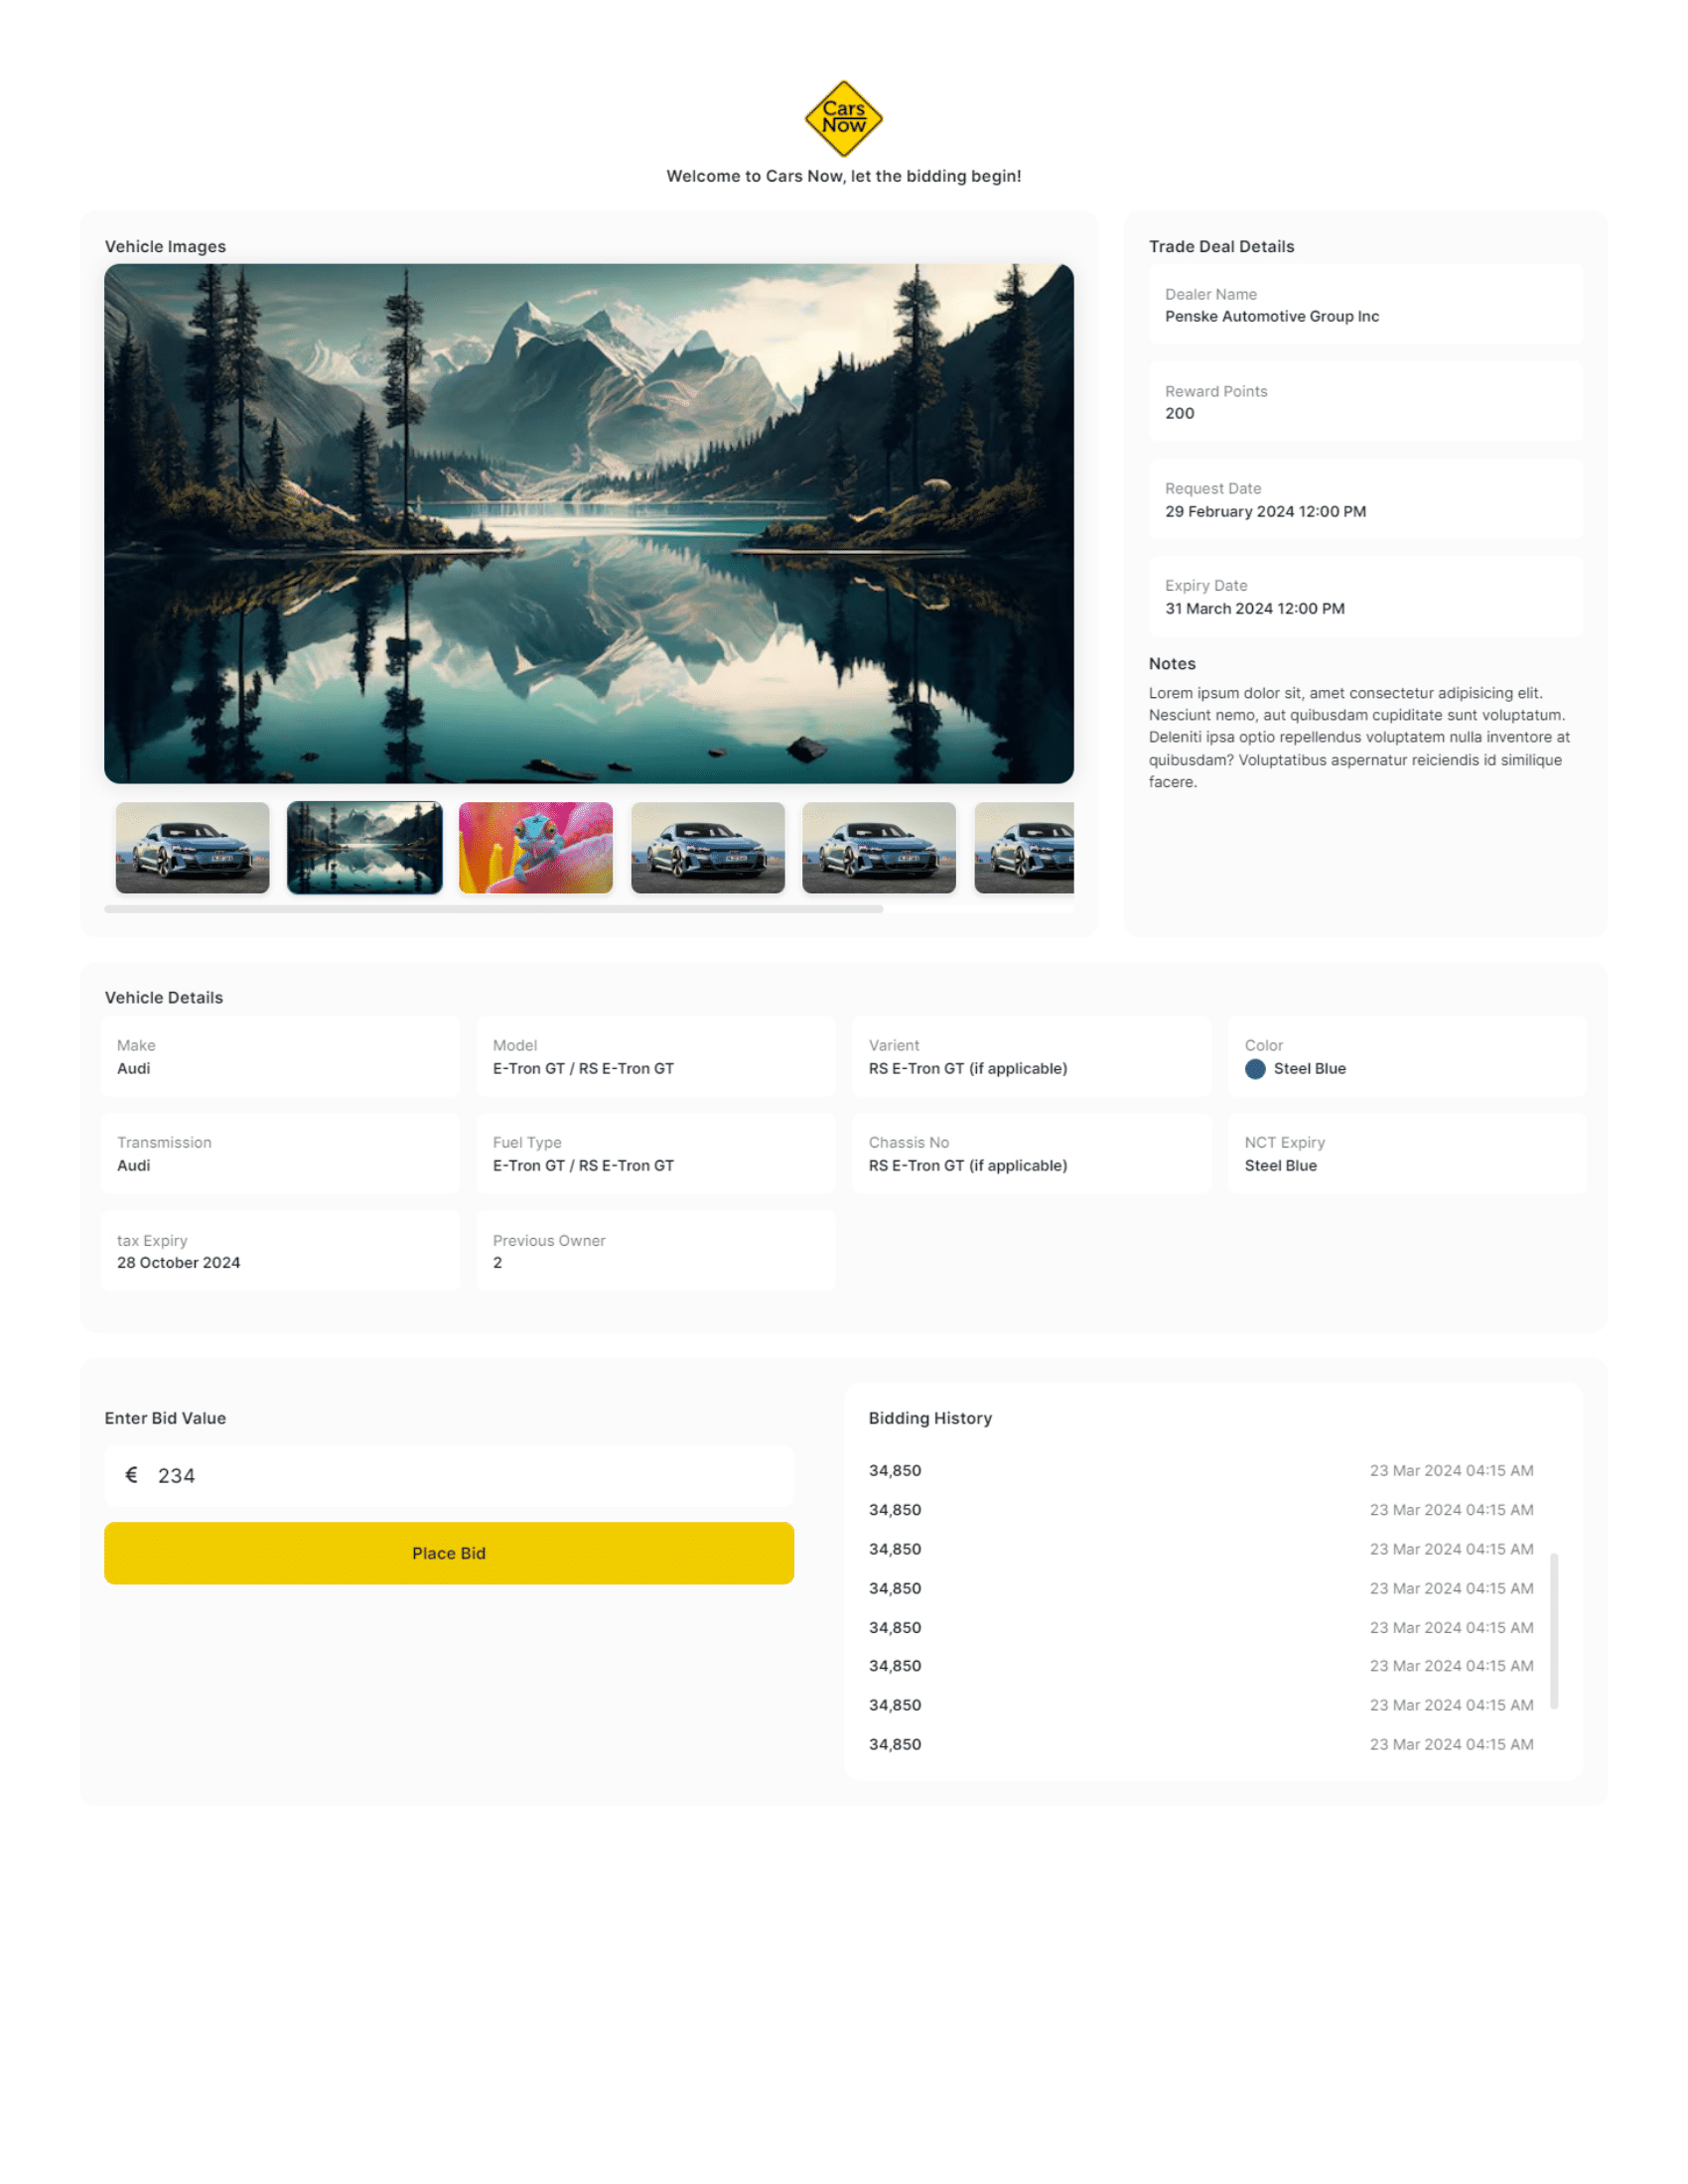 Cars
Now
Welcome to Cars Now, let the bidding begin!
Vehicle Images
Trade Deal Details
Dealer Name
Penske Automotive Group Inc
Reward Points
200
Request Date
29 February 2024 12:00 PM
Expiry Date
31 March 2024 12:00 PM
Notes
Lorem ipsum dolor sit, amet consectetur adipisicing elit.
Nesciunt nemo, aut quibusdam cupiditate sunt voluptatum.
Deleniti ipsa optio repellendus voluptatem nulla inventore at
quibusdam? Voluptatibus aspernatur reiciendis id similique
facere.
Vehicle Details
Make
Audi
Model
E-Tron GT / RS E-Tron GT
Varient
RS E-Tron GT (if applicable)
Color
Steel Blue
Transmission
Audi
Fuel Type
E-Tron GT / RS E-Tron GT
Chassis No
RS E-Tron GT (if applicable)
NCT Expiry
Steel Blue
tax Expiry
28 October 2024
Previous Owner
2
Enter Bid Value
€ 234
Place Bid
Bidding History
34,850 23 Mar 2024 04:15 AM
34,850 23 Mar 2024 04:15 AM
34,850 23 Mar 2024 04:15 AM
34,850 23 Mar 2024 04:15 AM
34,850 23 Mar 2024 04:15 AM
34,850 23 Mar 2024 04:15 AM
34,850 23 Mar 2024 04:15 AM
34,850 23 Mar 2024 04:15 AM